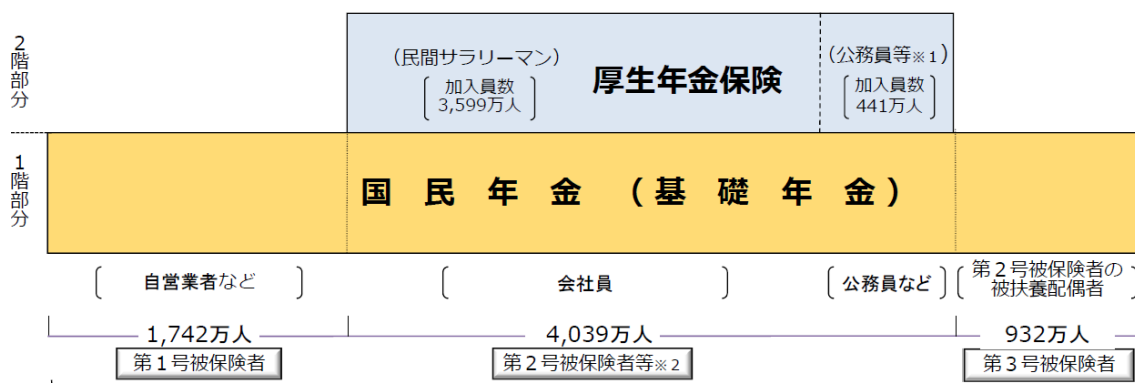 2階部分
(民間サラリーマン)
加入員数
3,599万人
厚生年金保険
(公務員等※1)
加入員数
441万人
1階部分
国民年金(基礎年金)
自営業者など
会社員
公務員など
第2号被保険者の
被扶養配偶者
1,742万人
4,039万人
932万人
第1号被保険者
第2号被保険者等※2
第3号被保険者